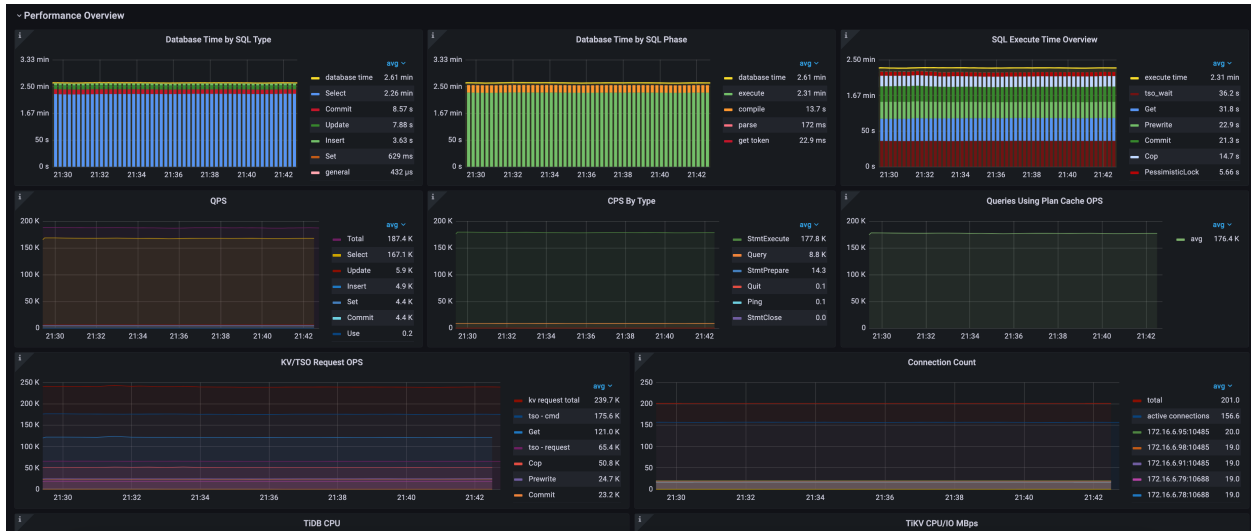 Performance Overview
Database Time by SQL Type
3.33 min
2.50 min
1.67 min
50 s
0 s
21:30 21:32 21:34 21:36 21:38 21:40 21:42
avg
database time 2.61 min
Select 2.26 min
Commit 8.57 s
Update 7.88 s
Insert 3.63 s
Set 629 ms
general 432 µs
Database Time by SQL Phase
3.33 min
2.50 min
1.67 min
50 s
0 s
21:30 21:32 21:34 21:36 21:38 21:40 21:42
avg
database time 2.61 min
execute 2.31 min
compile 13.7 s
parse 172 ms
get token 22.9 ms
SQL Execute Time Overview
2.50 min
1.67 min
50 s
0 s
21:30 21:32 21:34 21:36 21:38 21:40 21:42
avg
execute time 2.31 min
tso_wait 36.2 s
Get 31.8 s
Prewrite 22.9 s
Commit 21.3 s
Cop 14.7 s
PessimisticLock 5.66 s
QPS
200 K
150 K
100 K
50 K
0
21:30 21:32 21:34 21:36 21:38 21:40 21:42
avg
Total 187.4 K
Select 167.1 K
Update 5.9 K
Insert 4.9 K
Set 4.4 K
Commit 4.4 K
Use 0.2
CPS By Type
200 K
150 K
100 K
50 K
0
21:30 21:32 21:34 21:36 21:38 21:40 21:42
avg
StmtExecute 177.8 K
Query 8.8 K
StmtPrepare 14.3
Quit 0.1
Ping 0.1
StmtClose 0.0
Queries Using Plan Cache OPS
200 K
150 K
100 K
50 K
0
21:30 21:32 21:34 21:36 21:38 21:40 21:42
avg
avg 176.4 K
KV/TSO Request OPS
250 K
200 K
150 K
100 K
50 K
0
21:30 21:32 21:34 21:36 21:38 21:40 21:42
avg
kv request total 239.7 K
tso - cmd 175.6 K
Get 121.0 K
tso - request 65.4 K
Cop 50.8 K
Prewrite 24.7 K
Commit 23.2 K
Connection Count
250
200
150
100
50
0
21:30 21:32 21:34 21:36 21:38 21:40 21:42
avg
total 201.0
active connections 156.6
172.16.6.95:10485 20.0
172.16.6.98:10485 19.0
172.16.6.91:10485 19.0
172.16.6.79:10688 19.0
172.16.6.78:10688 19.0
TiDB CPU
TiKV CPU/IO MBps